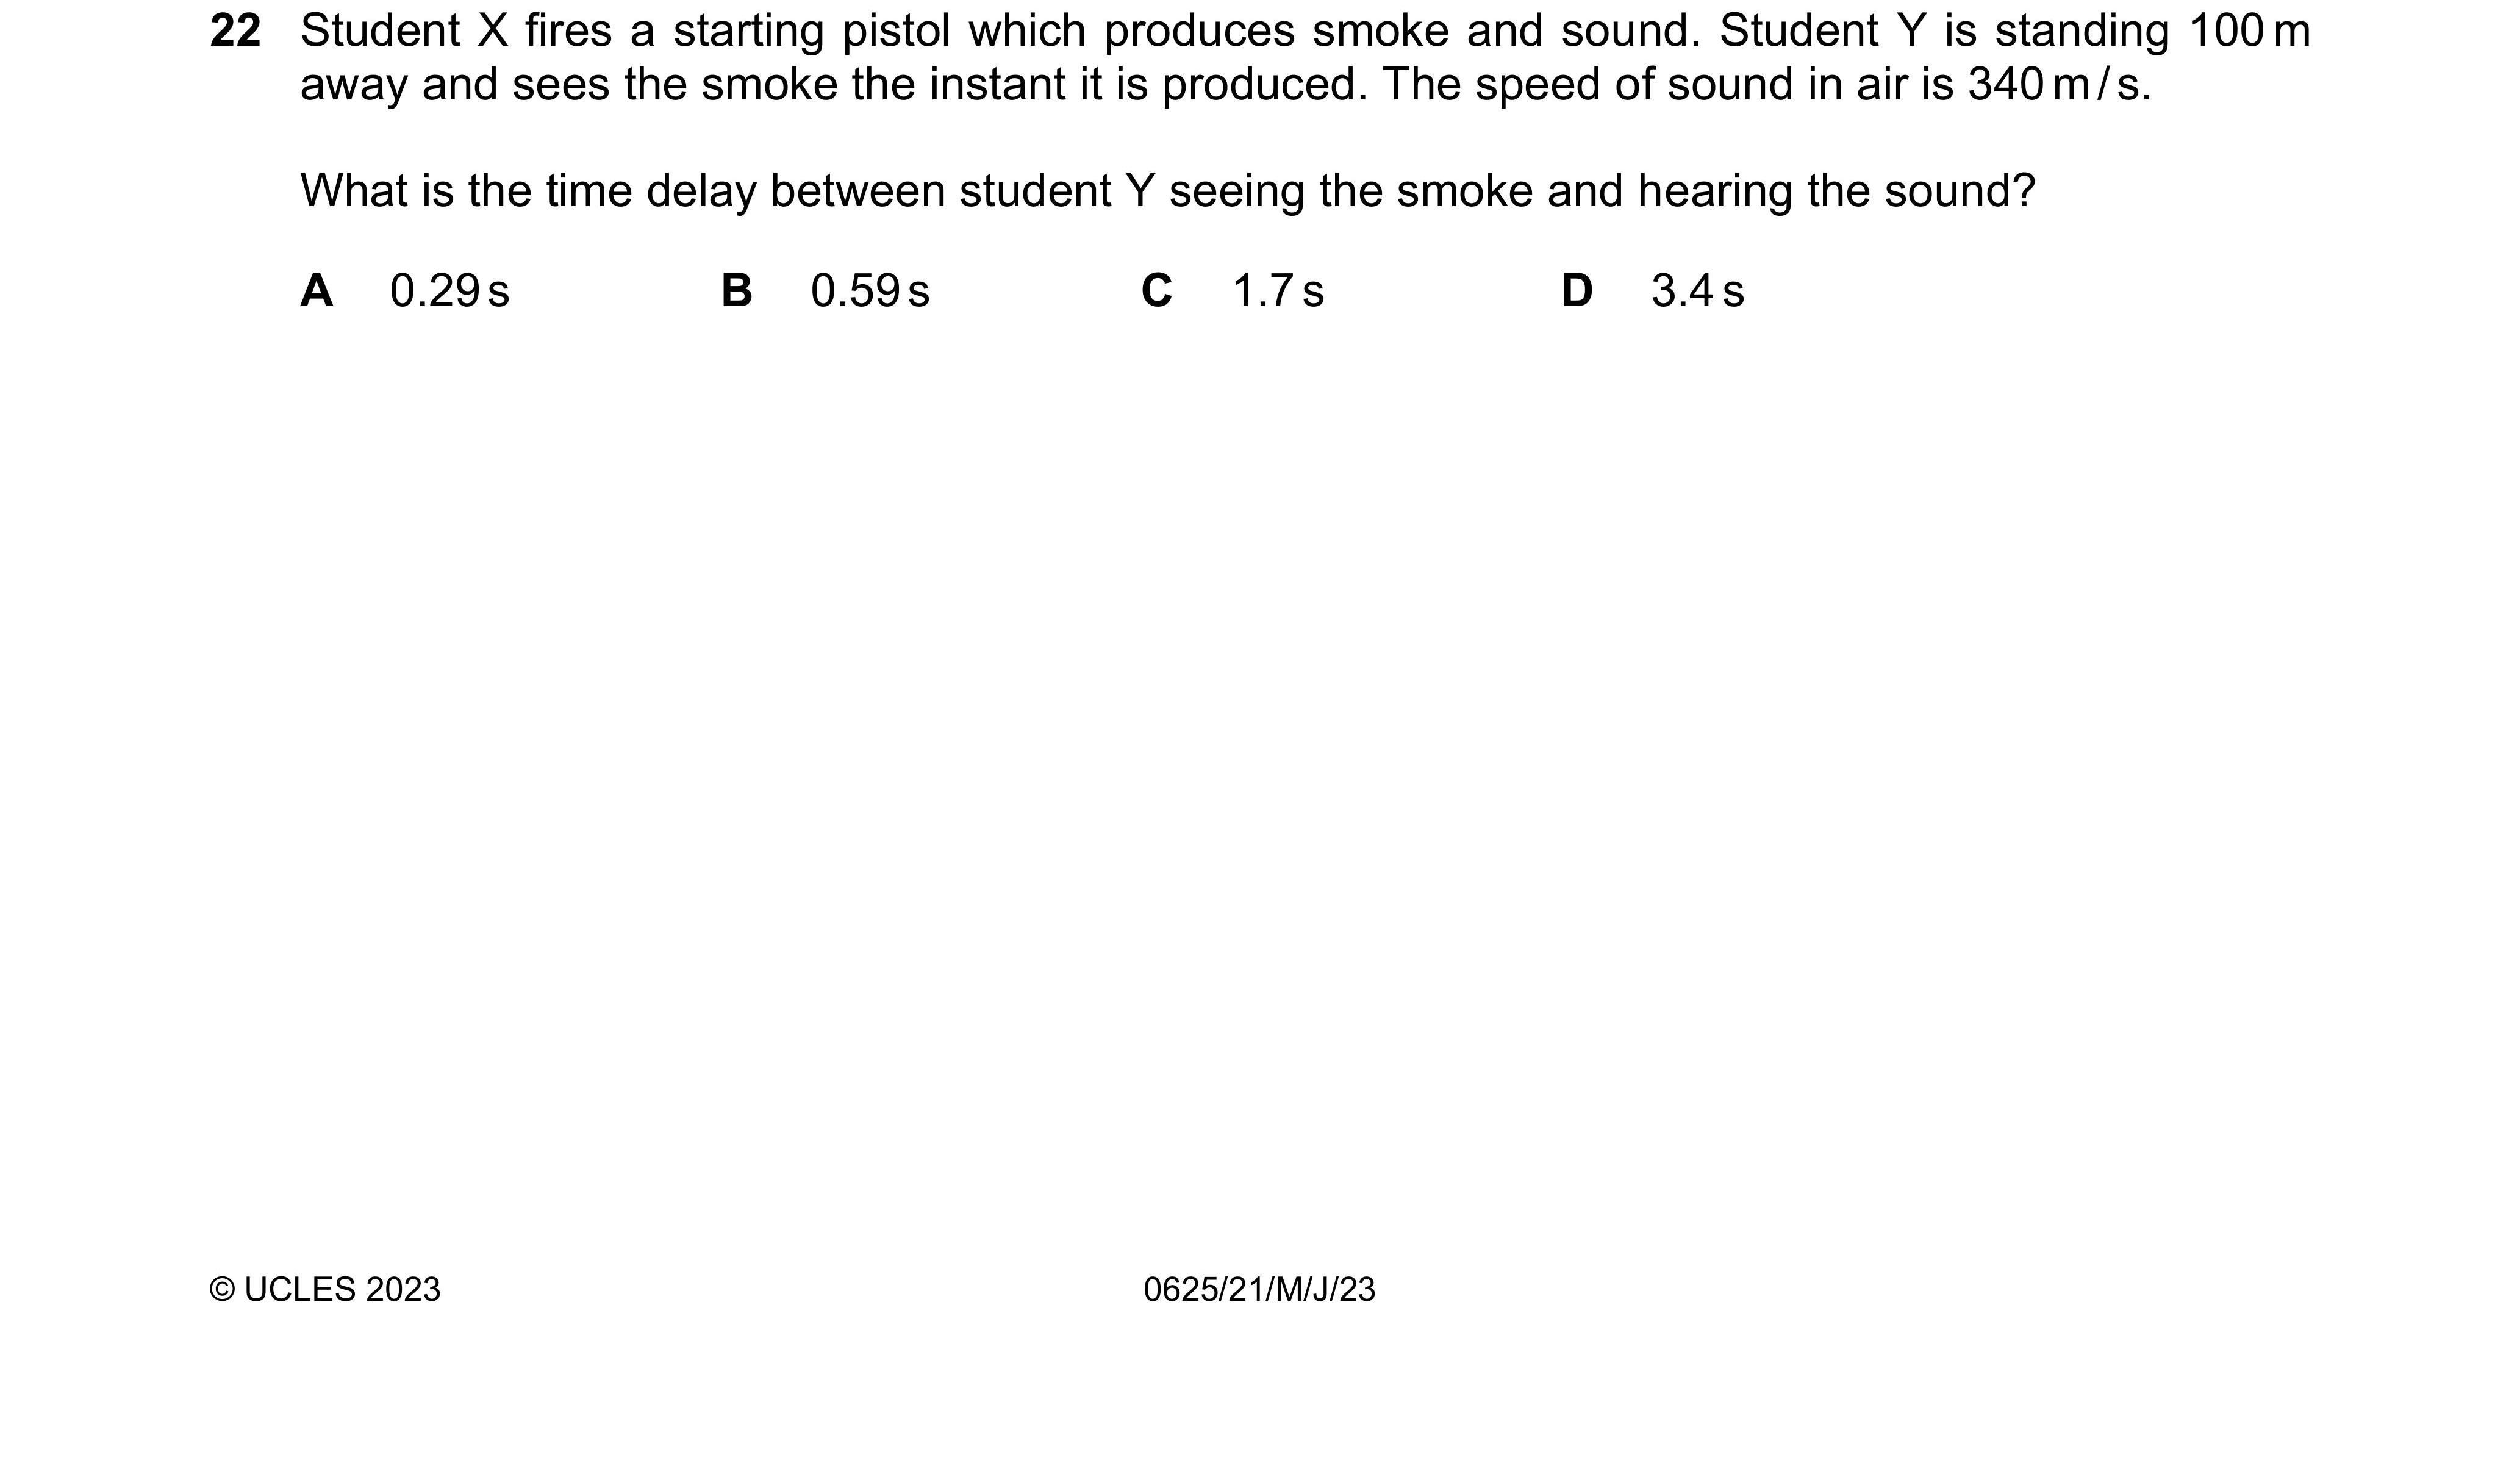 22 Student X fires a starting pistol which produces smoke and sound. Student Y is standing 100 m
away and sees the smoke the instant it is produced. The speed of sound in air is 340 m / s.
What is the time delay between student Y seeing the smoke and hearing the sound?
A 0.29 s B 0.59 s C 1.7 s D 3.4 s
© UCLES 2023 0625/21/M/J/23